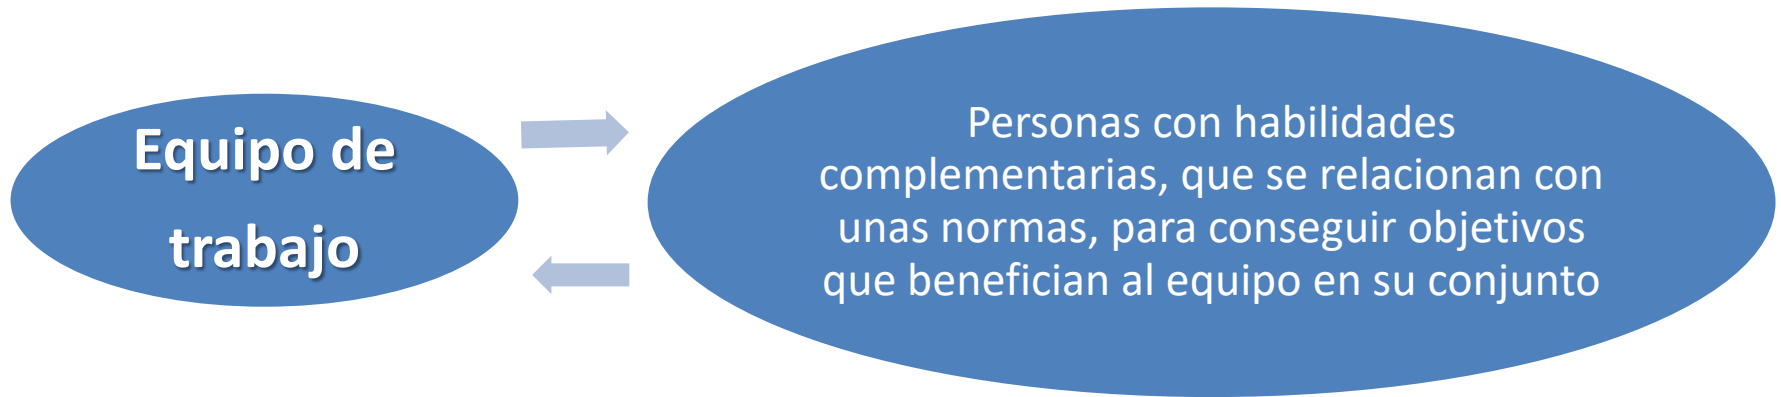 Equipo de
trabajo
Personas con habilidades
complementarias, que se relacionan con
unas normas, para conseguir objetivos
que benefician al equipo en su conjunto